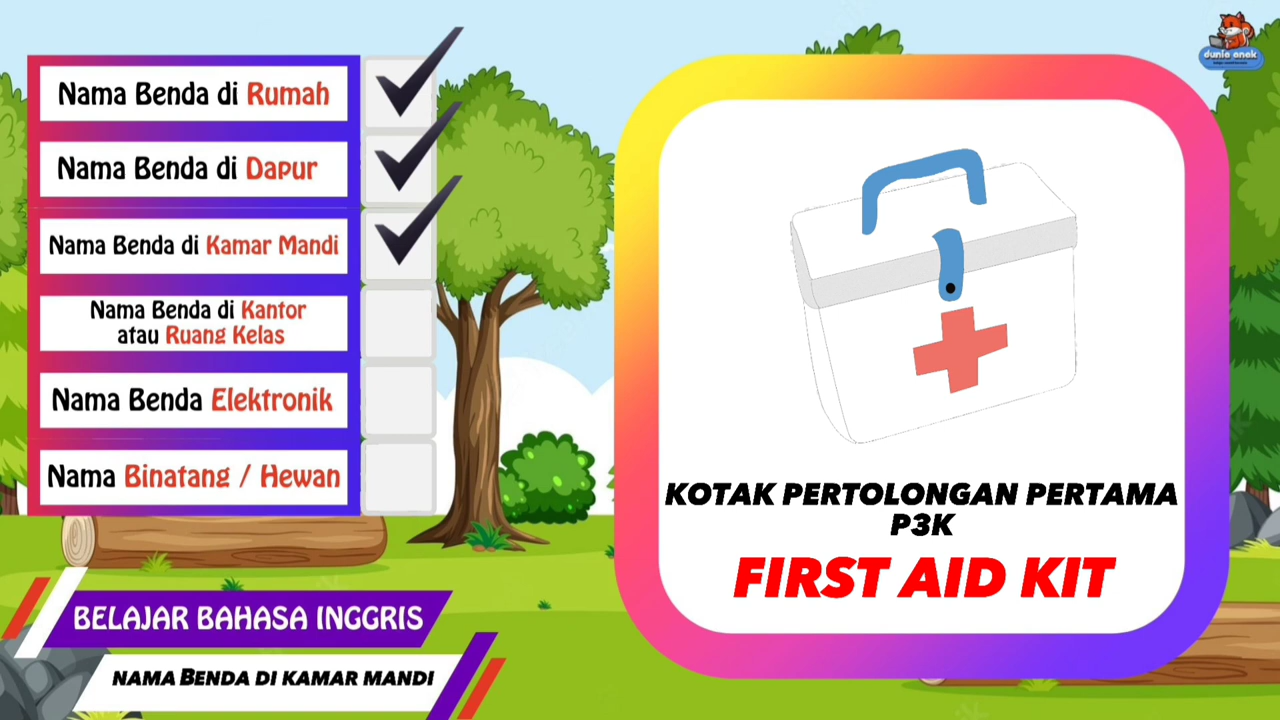 Nama Benda di Rumah
Nama Benda di Dapur
Nama Benda di Kamar Mandi
Nama Benda di Kantor
atau Ruang Kelas
Nama Benda Elektronik
Nama Binatang / Hewan
BELAJAR BAHASA INGGRIS
NAMA BENDA DI KAMAR MANDI
dunia anak
KOTAK PERTOLONGAN PERTAMA
P3K
FIRST AID KIT